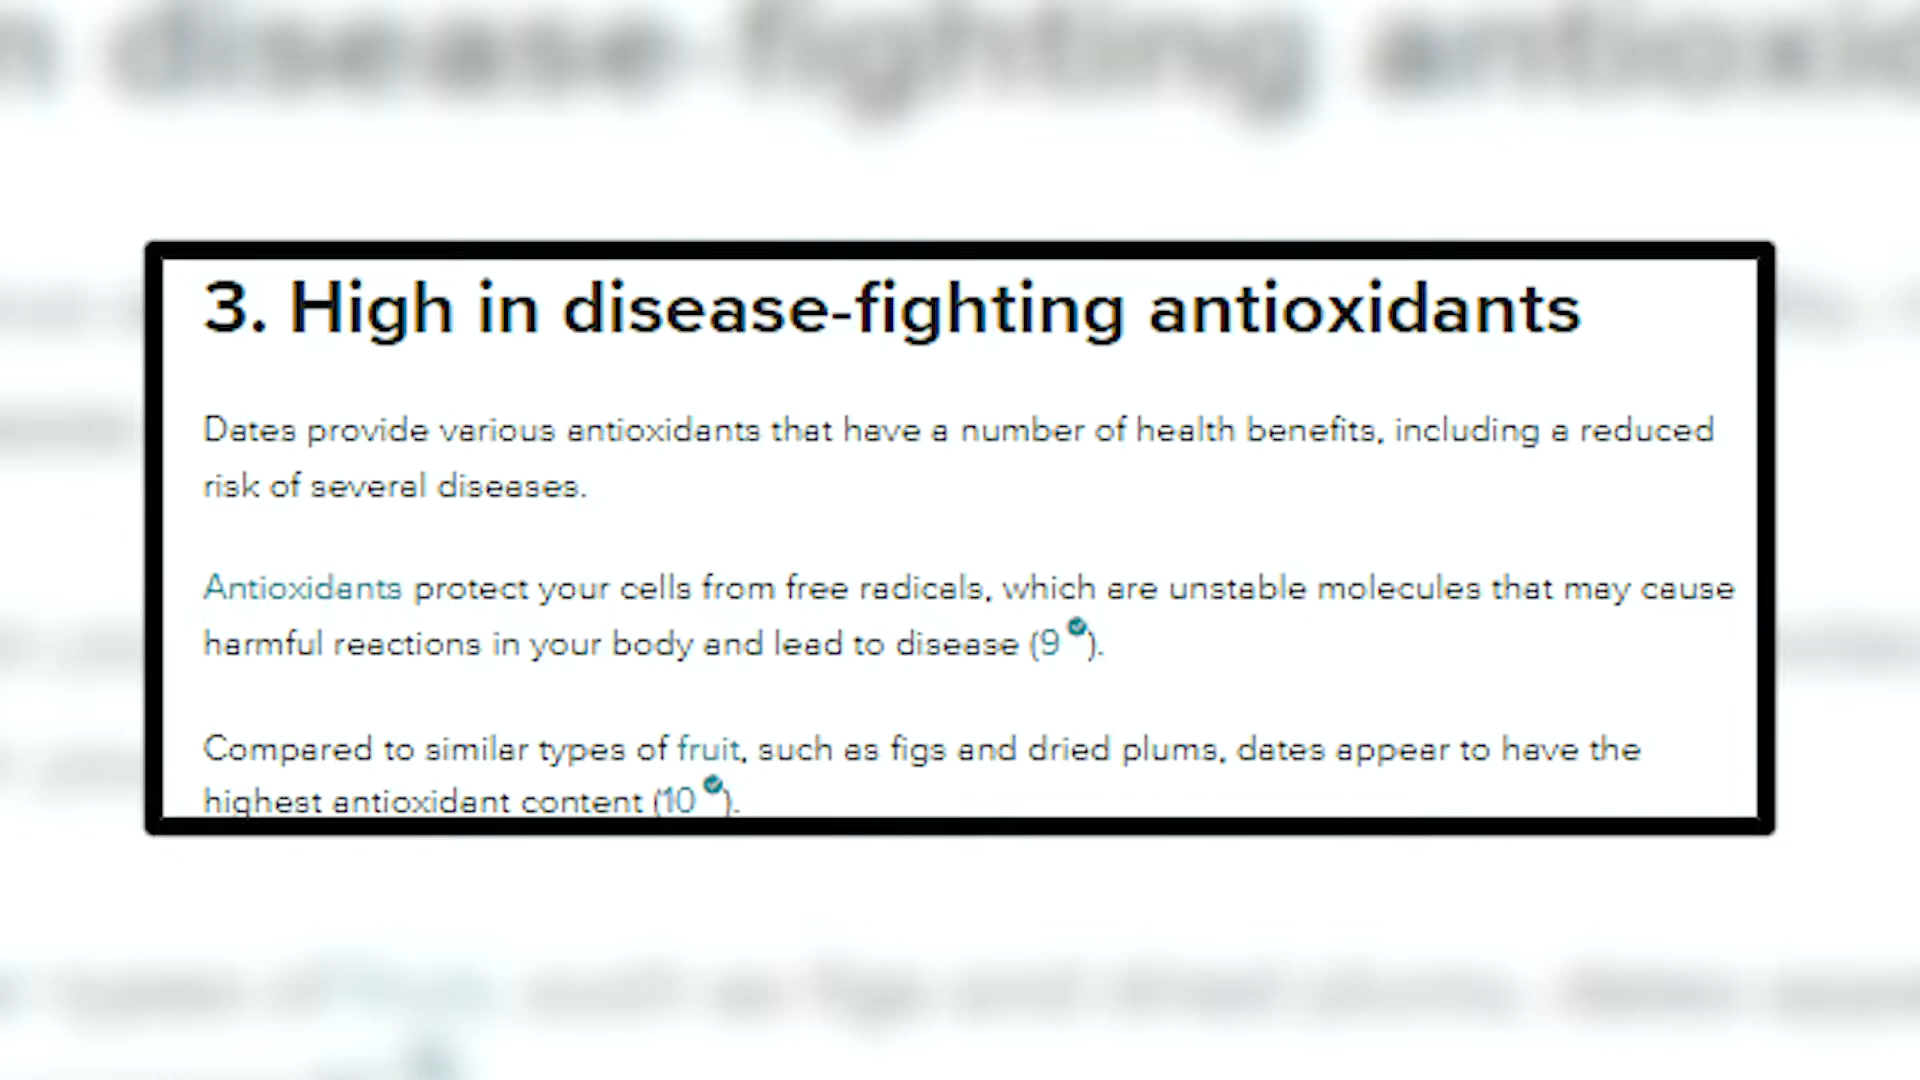 3. High in disease-fighting antioxidants
Dates provide various antioxidants that have a number of health benefits, including a reduced
risk of several diseases.
Antioxidants protect your cells from free radicals, which are unstable molecules that may cause
harmful reactions in your body and lead to disease (9).
Compared to similar types of fruit, such as figs and dried plums, dates appear to have the
highest antioxidant content (10).